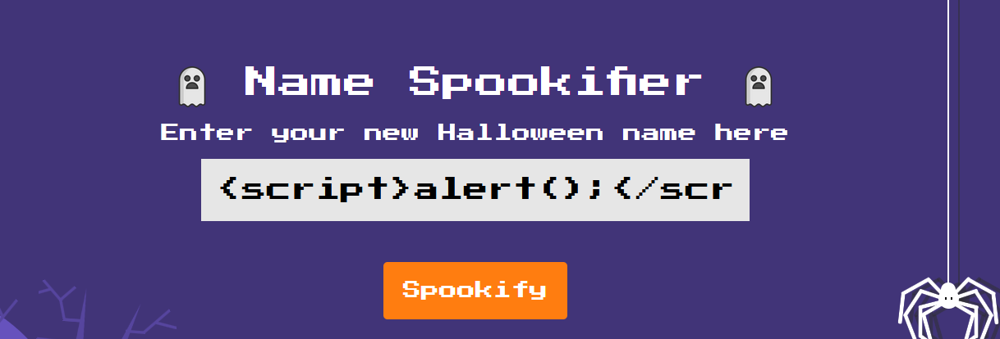 Name Spookifier
Enter your new Halloween name here
<script>alert();</scr
Spookify